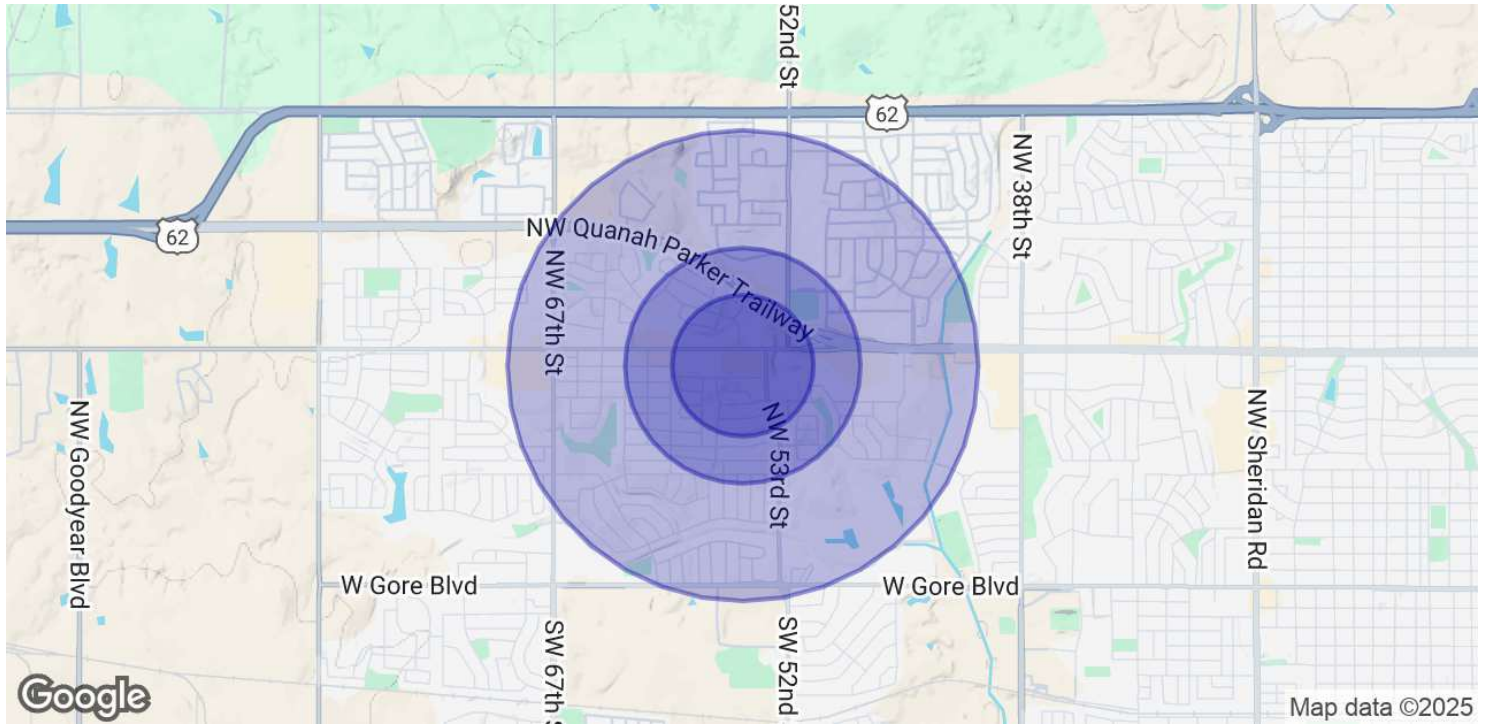 52nd St
62
NW 38th St
NW Quanah Parker Trailway
62
NW 67th St
NW Goodyear Blvd
NW 53rd St
NW Sheridan Rd
W Gore Blvd
W Gore Blvd
SW 67th S
SW 52nd
Google
Map data ©2025